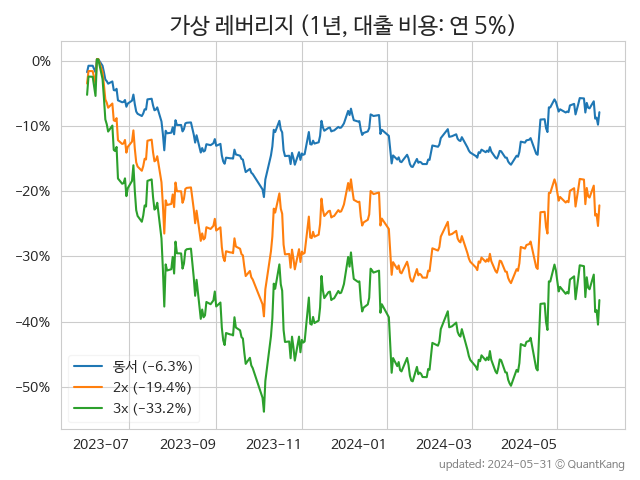 가상 레버리지 (1년, 대출 비용: 연 5%)
0%
−10%
−20%
−30%
−40%
−50%
동서 (−6.3%)
2x (−19.4%)
3x (−33.2%)
2023-07 2023-09 2023-11 2024-01 2024-03 2024-05
updated: 2024-05-31 © QuantKang